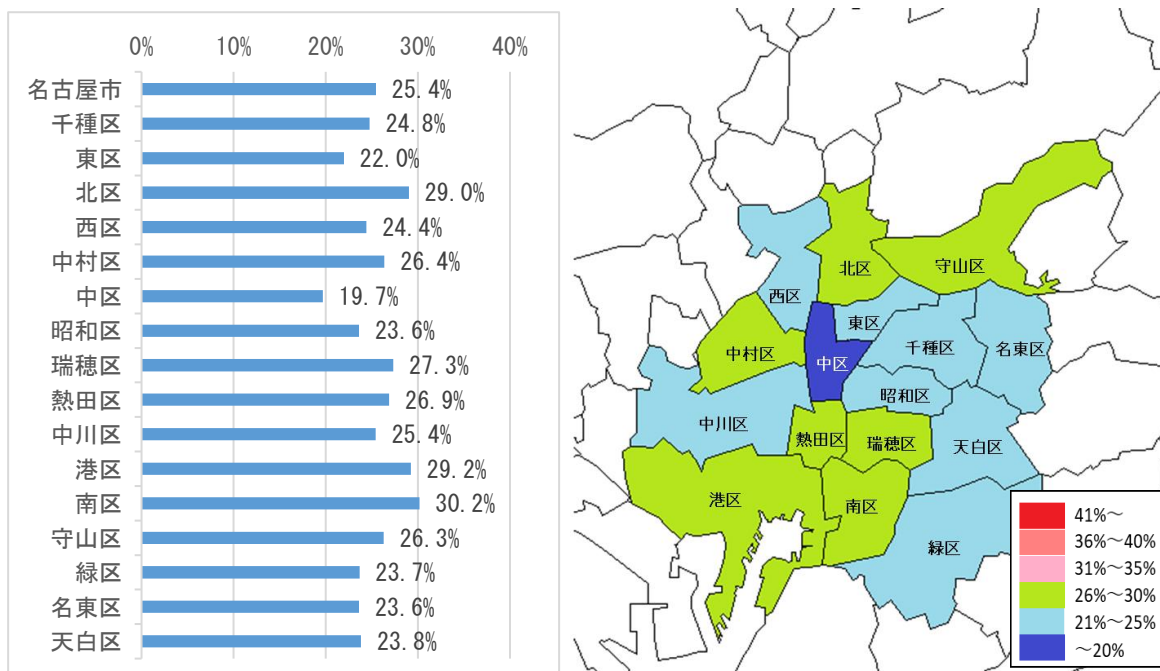 0% 10% 20% 30% 40%
名古屋市 25.4%
千種区 24.8%
東区 22.0%
北区 29.0%
西区 24.4%
中村区 26.4%
中区 19.7%
昭和区 23.6%
瑞穂区 27.3%
熱田区 26.9%
中川区 25.4%
港区 29.2%
南区 30.2%
守山区 26.3%
緑区 23.7%
名東区 23.6%
天白区 23.8%
北区
守山区
西区
東区
千種区
名東区
中村区
中区
昭和区
中川区
熱田区
瑞穂区
天白区
港区
南区
緑区
41%～
36%～40%
31%～35%
26%～30%
21%～25%
～20%